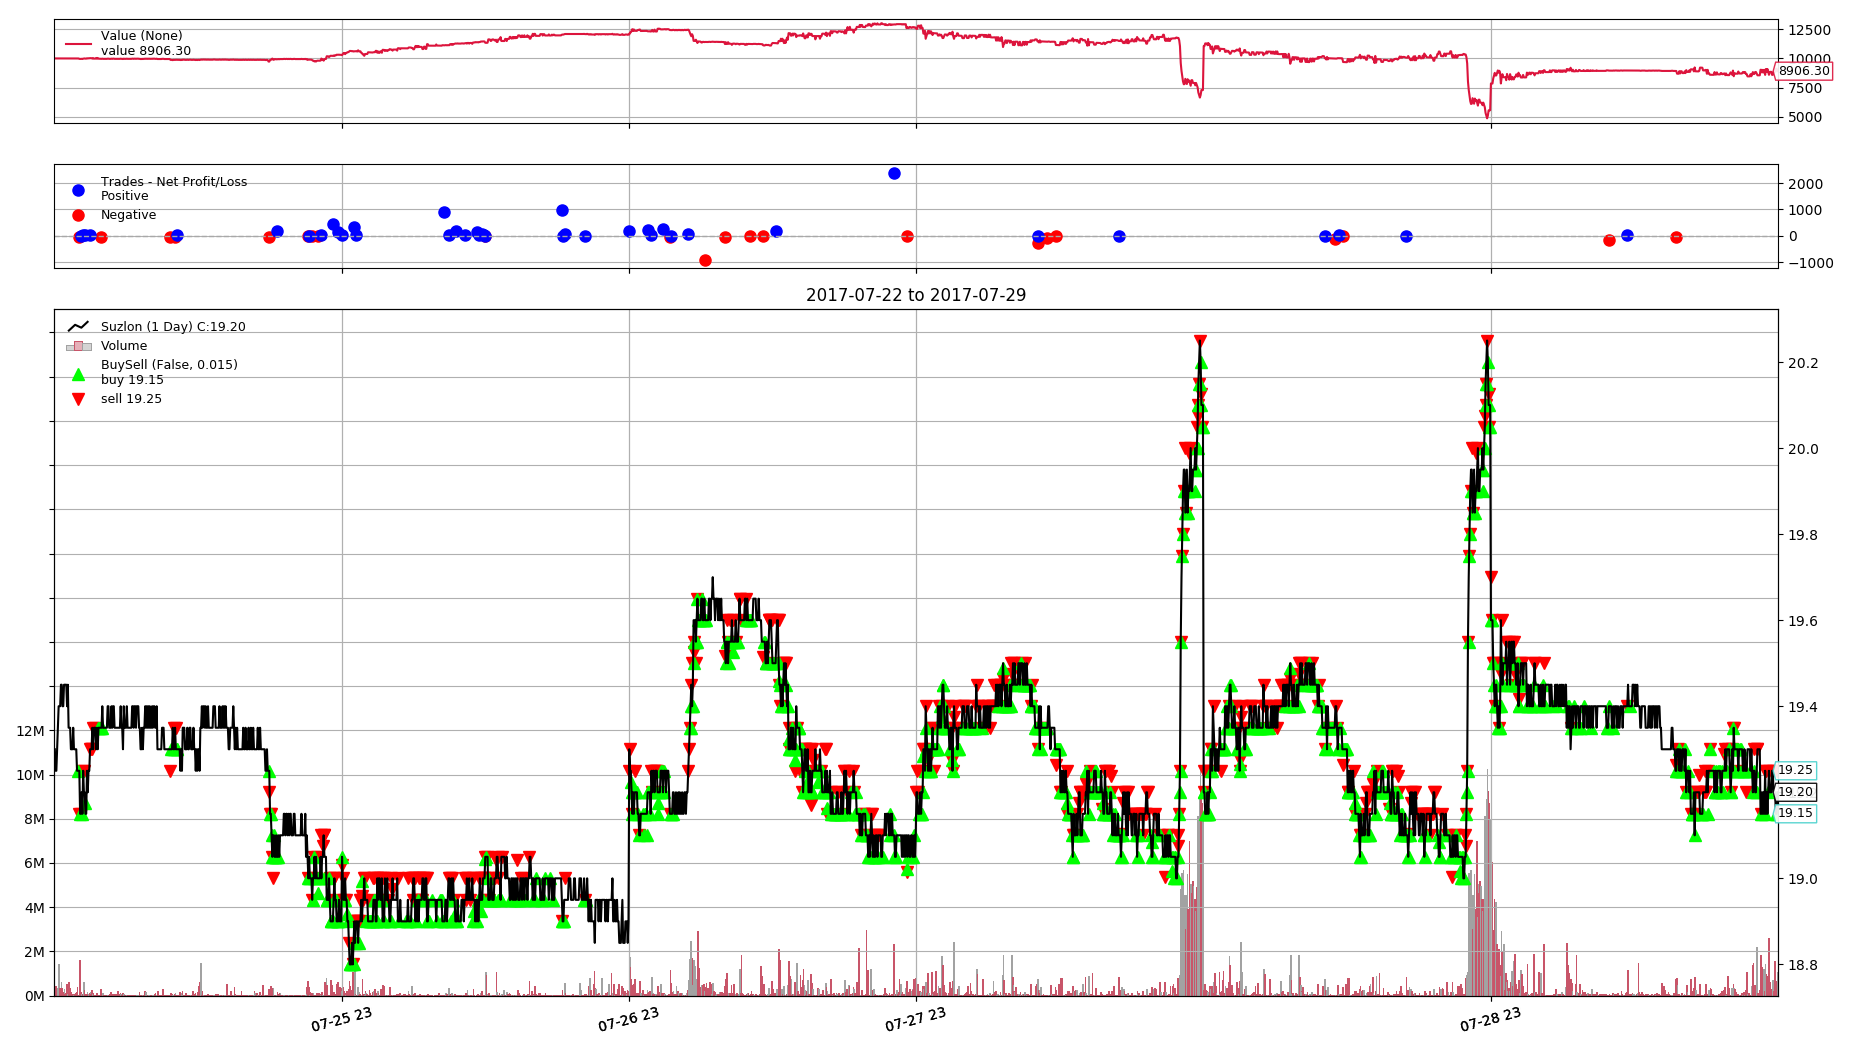 Value (None)
value 8906.30
12500
10000
8906.30
7500
5000
Trades - Net Profit/Loss
Positive
Negative
2000
1000
0
−1000
2017-07-22 to 2017-07-29
Suzlon (1 Day) C:19.20
Volume
BuySell (False, 0.015)
buy 19.15
sell 19.25
20.2
20.0
19.8
19.6
19.4
19.25
19.20
19.15
19.0
18.8
12M
10M
8M
6M
4M
2M
0M
07-25 23
07-26 23
07-27 23
07-28 23